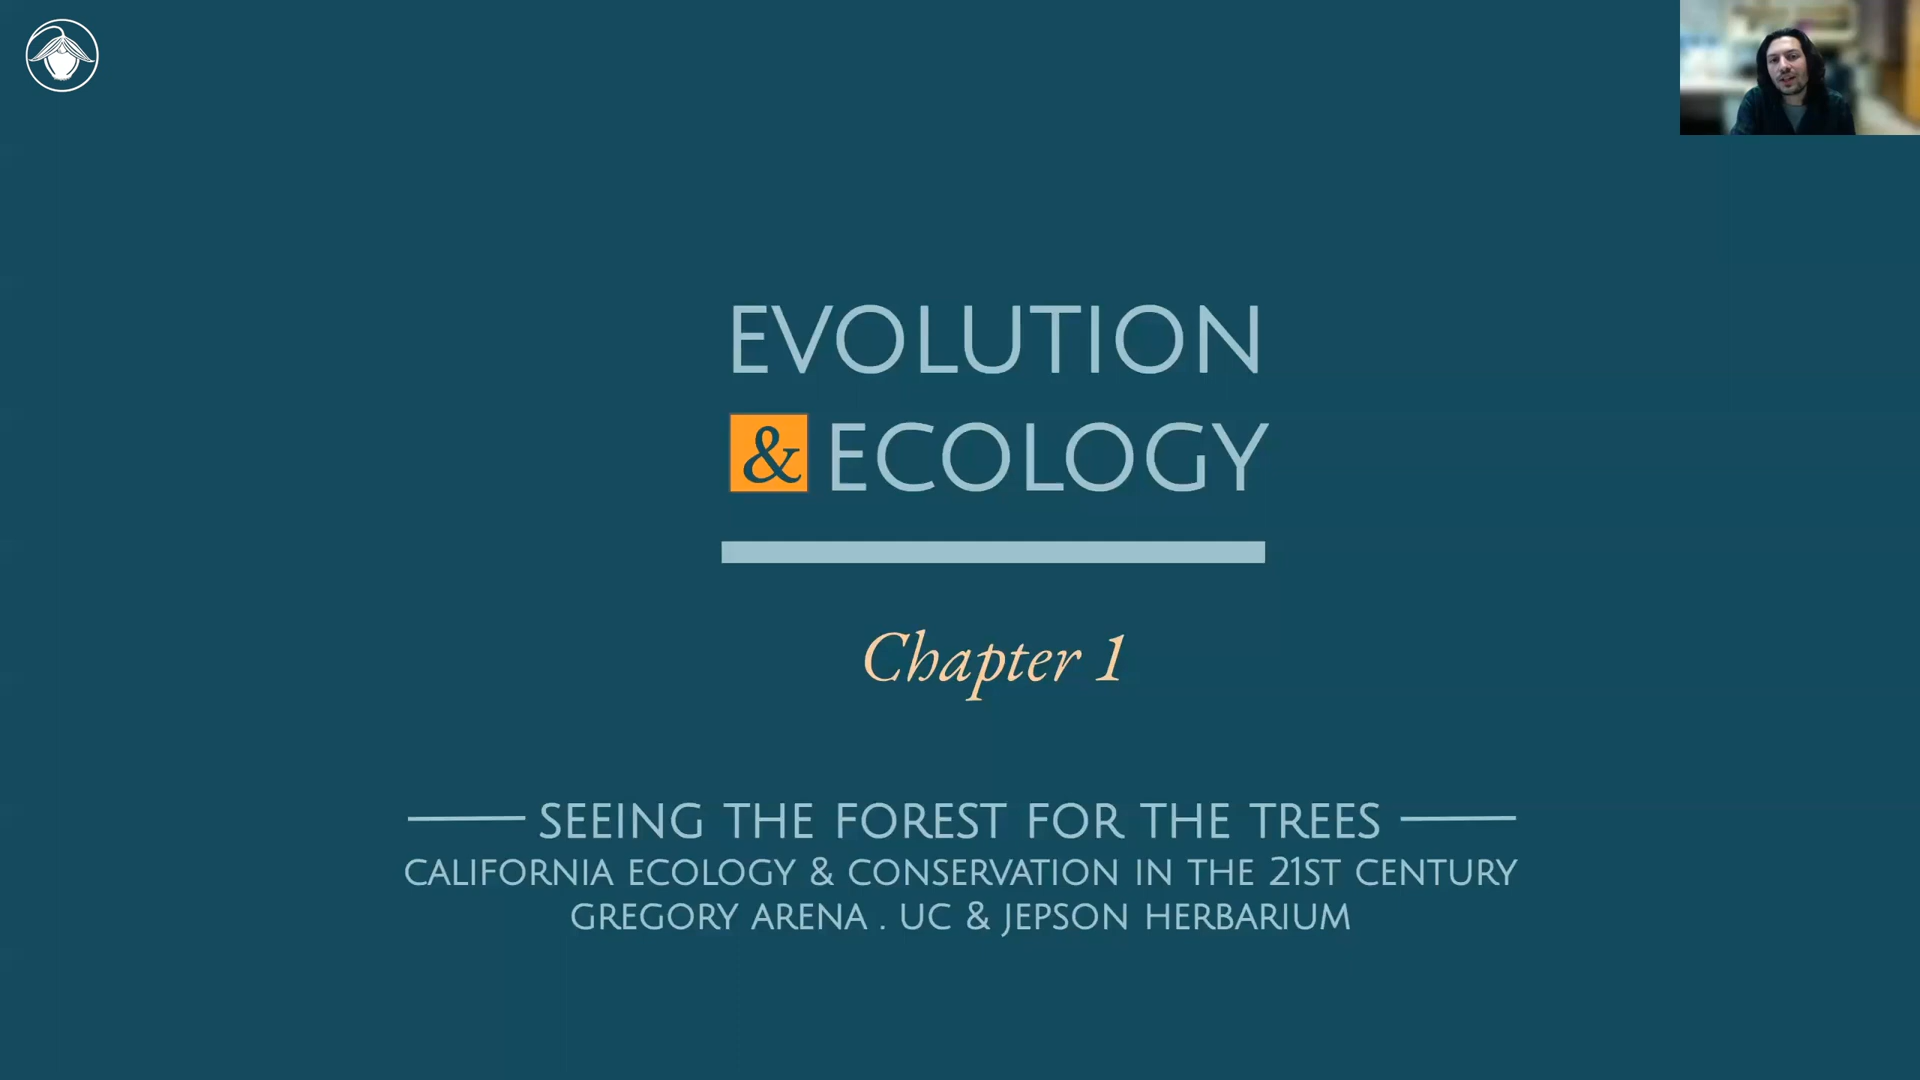 EVOLUTION
& ECOLOGY
Chapter 1
SEEING THE FOREST FOR THE TREES
CALIFORNIA ECOLOGY & CONSERVATION IN THE 21ST CENTURY
GREGORY ARENA . UC & JEPSON HERBARIUM